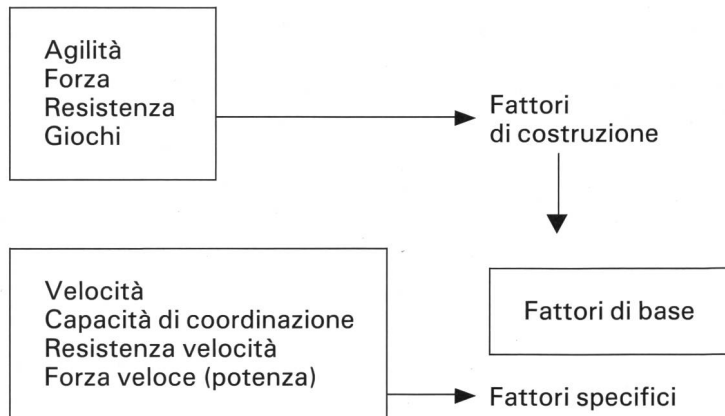 Agilità
Forza
Resistenza
Giochi
Fattori
di costruzione
Velocità
Capacità di coordinazione
Resistenza velocità
Forza veloce (potenza)
Fattori di base
Fattori specifici